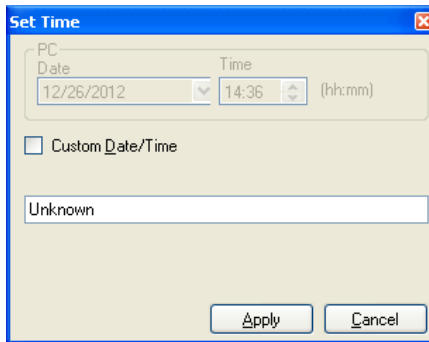 Set Time
PC
Date Time
12/26/2012 14:36 (hh:mm)
Custom Date/Time
Unknown
Apply Cancel